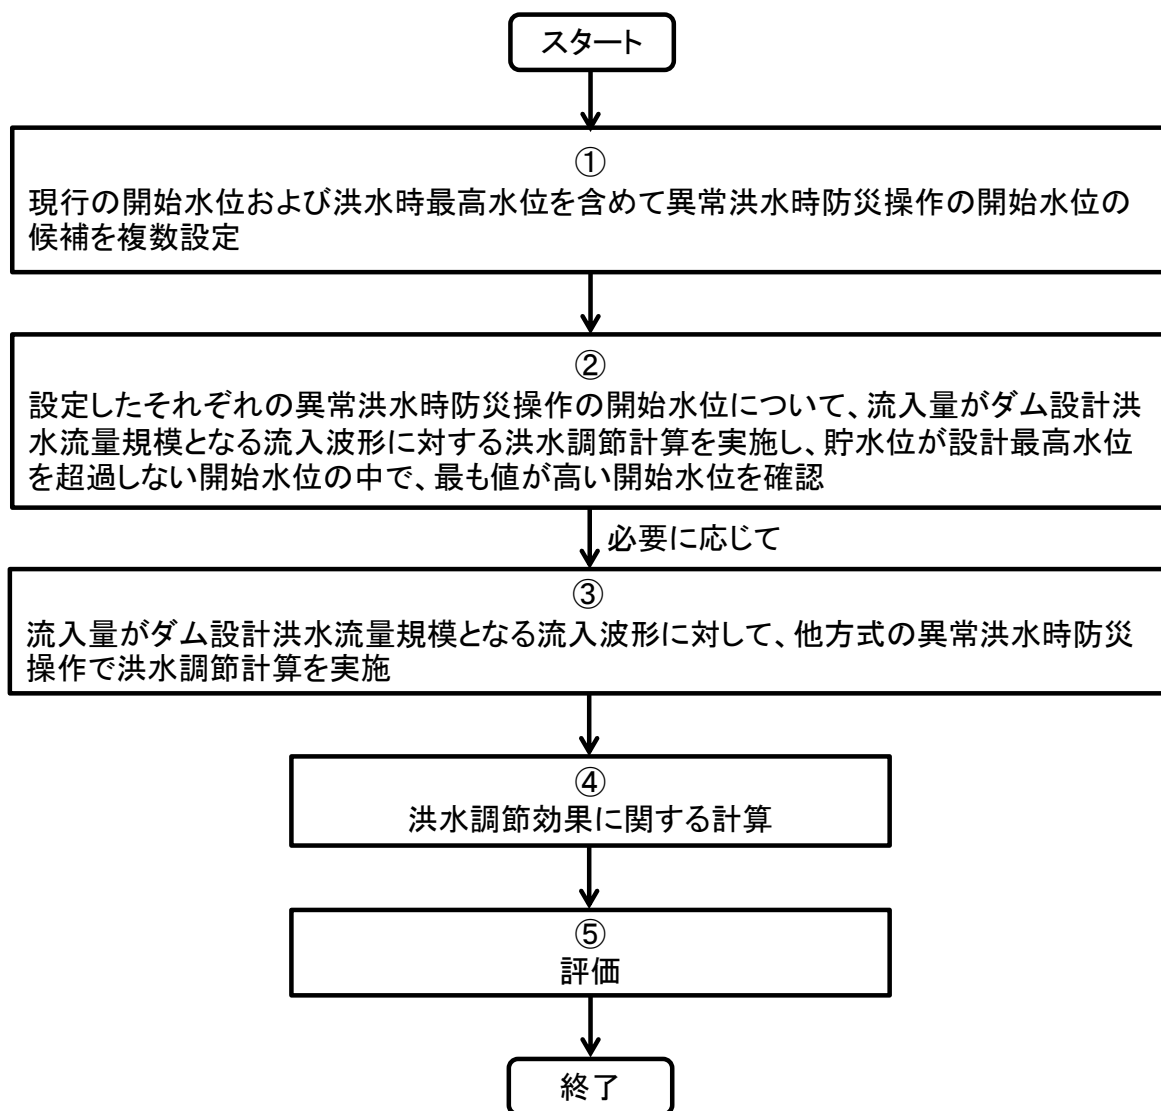 スタート
①
現行の開始水位および洪水時最高水位を含めて異常洪水時防災操作の開始水位の
候補を複数設定
②
設定したそれぞれの異常洪水時防災操作の開始水位について、流入量がダム設計洪
水流量規模となる流入波形に対する洪水調節計算を実施し、貯水位が設計最高水位
を超過しない開始水位の中で、最も値が高い開始水位を確認
必要に応じて
③
流入量がダム設計洪水流量規模となる流入波形に対して、他方式の異常洪水時防災
操作で洪水調節計算を実施
④
洪水調節効果に関する計算
⑤
評価
終了